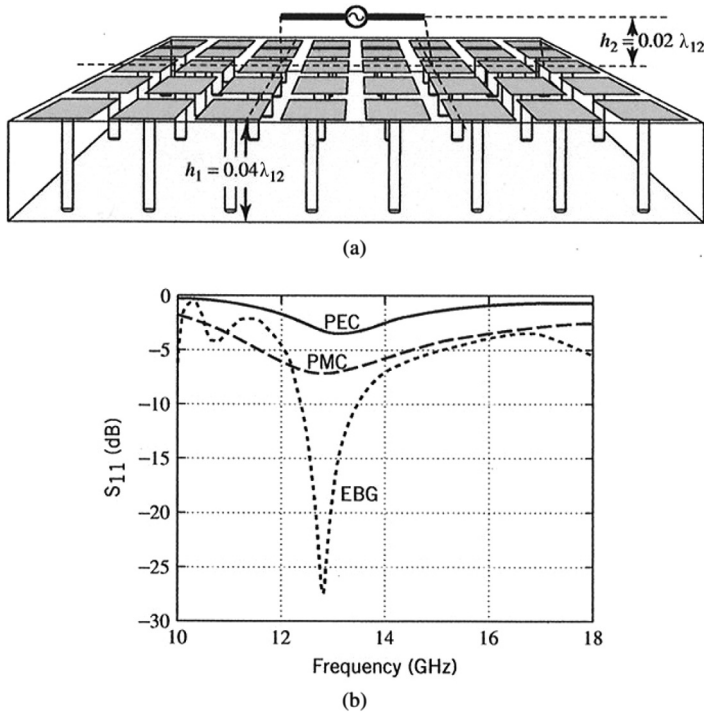 h₂ = 0.02 λ₁₂
h₁ = 0.04λ₁₂
(a)
0
−5
−10
−15
−20
−25
−30
S₁₁ (dB)
PEC
PMC
EBG
10
12
14
16
18
Frequency (GHz)
(b)